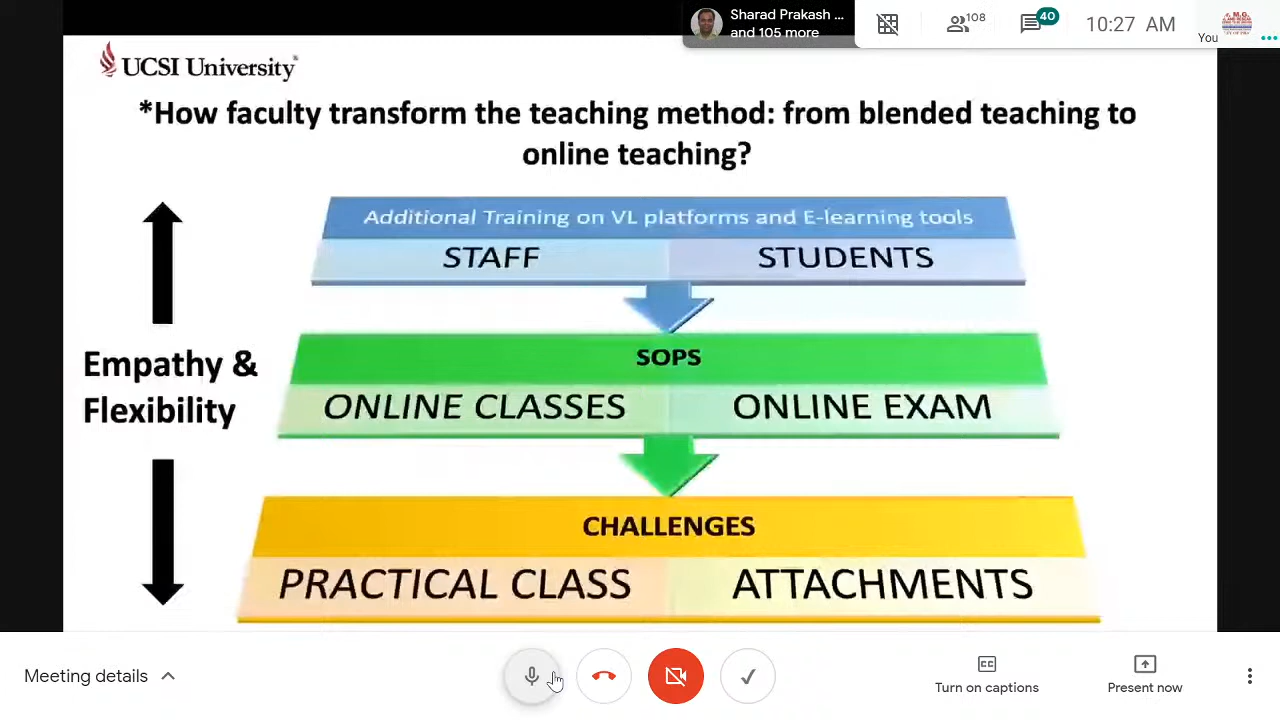 Sharad Prakash ...
and 105 more
108
40
10:27 AM
You
UCSI University
*How faculty transform the teaching method: from blended teaching to
online teaching?
Additional Training on VL platforms and E-learning tools
STAFF
STUDENTS
SOPS
ONLINE CLASSES
ONLINE EXAM
Empathy &
Flexibility
CHALLENGES
PRACTICAL CLASS
ATTACHMENTS
Meeting details
CC
Turn on captions
Present now